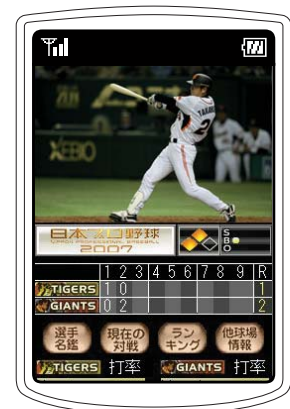 XEBIO
日本プロ野球
NIPPON PROFESSIONAL BASEBALL
2007
S
B
O
1 2 3 4 5 6 7 8 9 R
TIGERS 1 0 1
GIANTS 0 2 2
選手名鑑 現在の対戦 ランキング 他球場情報
TIGERS 打率 GIANTS 打率